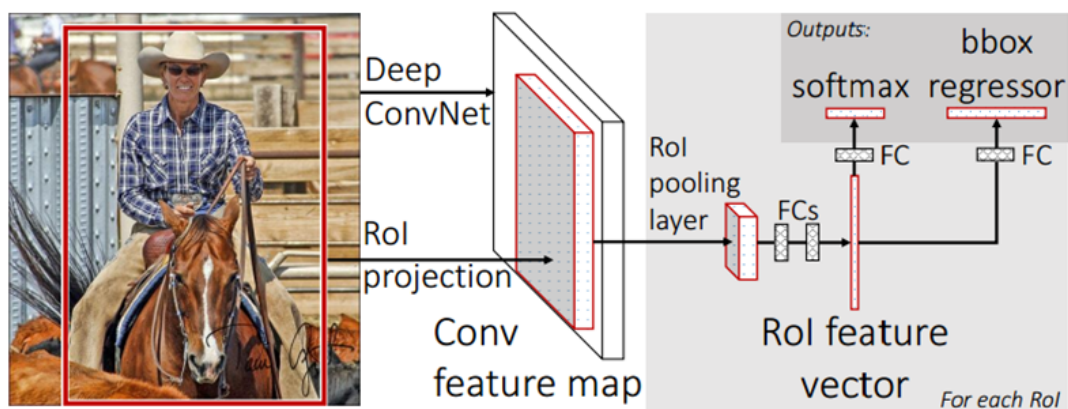 Deep
ConvNet
RoI
projection
Conv
feature map
RoI
pooling
layer
FCs
RoI feature
vector
Outputs:
softmax
bbox
regressor
FC
FC
For each RoI